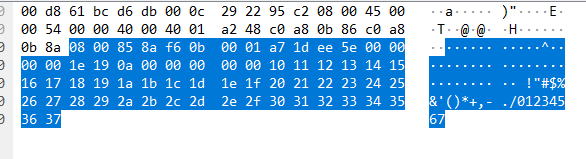 00 d8 61 bc d6 db 00 0c 29 22 95 c2 08 00 45 00 ··a····· )"····E·
00 54 00 00 40 00 40 01 a2 48 c0 a8 0b 86 c0 a8 ·T··@·@· ·H······
0b 8a 08 00 85 8a f6 0b 00 01 a7 1d ee 5e 00 00 ········ ·····^··
00 00 1e 19 0a 00 00 00 00 00 10 11 12 13 14 15 ········ ········
16 17 18 19 1a 1b 1c 1d 1e 1f 20 21 22 23 24 25 ········ ·· !"#$%
26 27 28 29 2a 2b 2c 2d 2e 2f 30 31 32 33 34 35 &'()*+,- ./012345
36 37 67